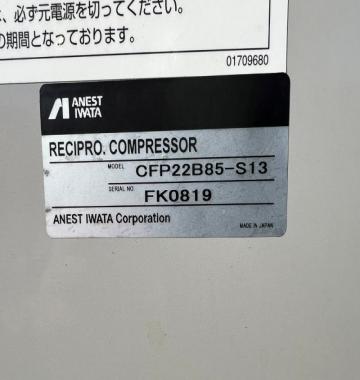 、必ず元電源を切ってください。
の期間となっております。
01709680
ANEST
IWATA
RECIPRO. COMPRESSOR
MODEL CFP22B85-S13
SERIAL NO. FK0819
ANEST IWATA Corporation
MADE IN JAPAN